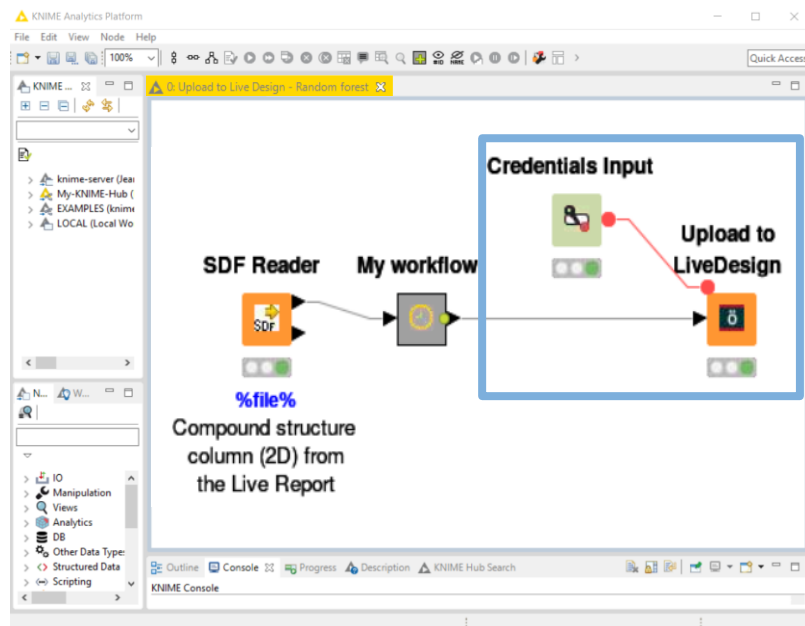 KNIME Analytics Platform
File Edit View Node Help
100%
Quick Access
KNIME ...
0: Upload to Live Design - Random forest
knime-server (Jear
My-KNIME-Hub (
EXAMPLES (knime
LOCAL (Local Wo
Credentials Input
Upload to
LiveDesign
SDF Reader
My workflow
SDF
ö
%file%
Compound structure
column (2D) from
the Live Report
N...
W...
IO
Manipulation
Views
Analytics
DB
Other Data Type:
Structured Data
Scripting
Outline Console Progress Description KNIME Hub Search
KNIME Console